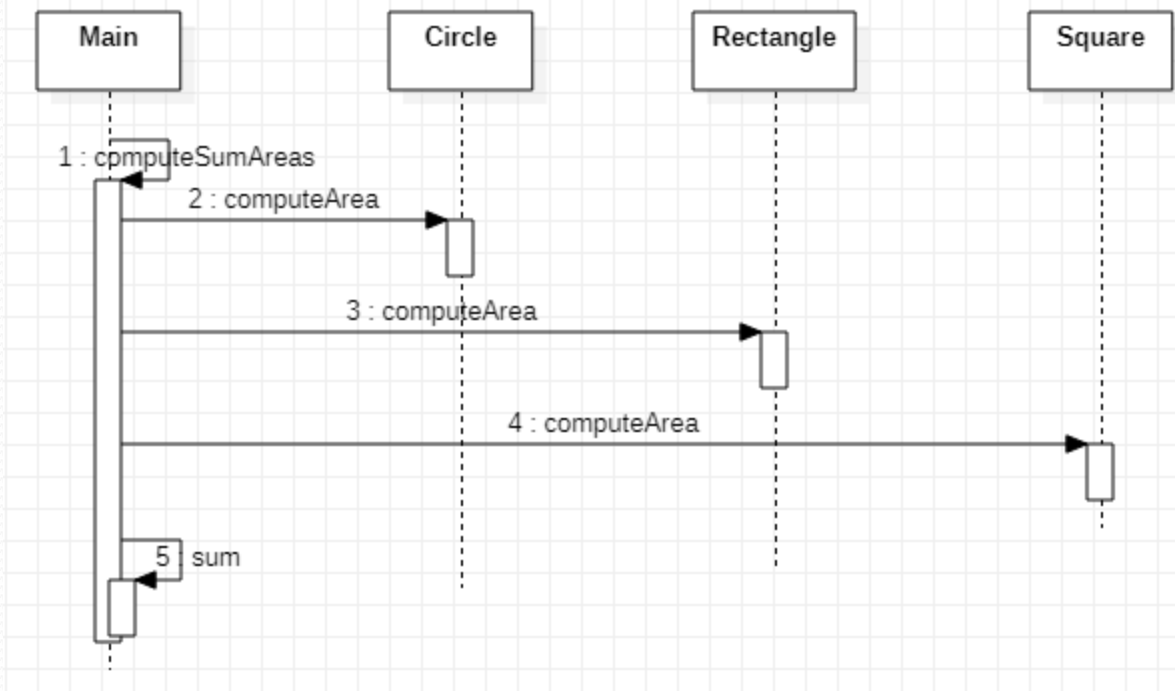 Main
Circle
Rectangle
Square
1 : computeSumAreas
2 : computeArea
3 : computeArea
4 : computeArea
5 : sum